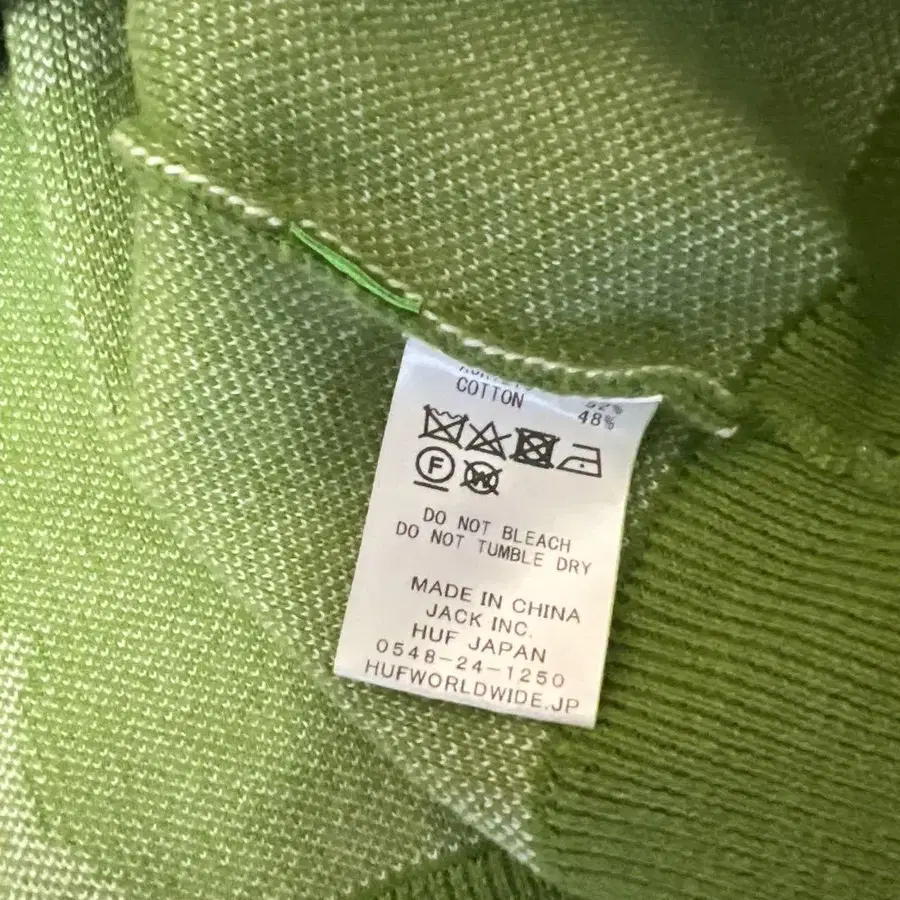 52%
COTTON 48%
F
W
DO NOT BLEACH
DO NOT TUMBLE DRY
MADE IN CHINA
JACK INC.
HUF JAPAN
0548-24-1250
HUFWORLDWIDE.JP